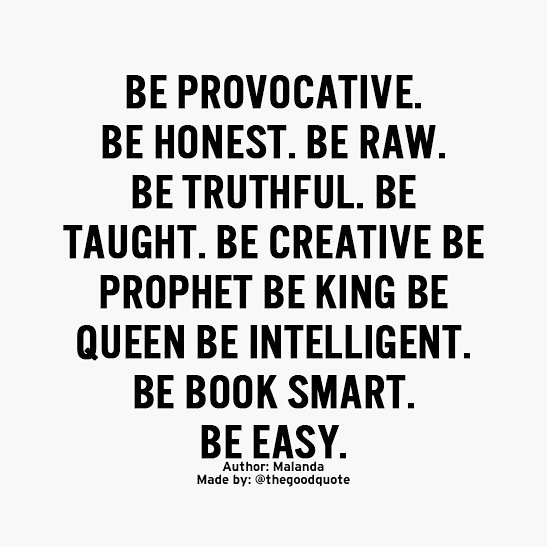 BE PROVOCATIVE.
BE HONEST. BE RAW.
BE TRUTHFUL. BE
TAUGHT. BE CREATIVE BE
PROPHET BE KING BE
QUEEN BE INTELLIGENT.
BE BOOK SMART.
BE EASY.
Author: Malanda
Made by: @thegoodquote